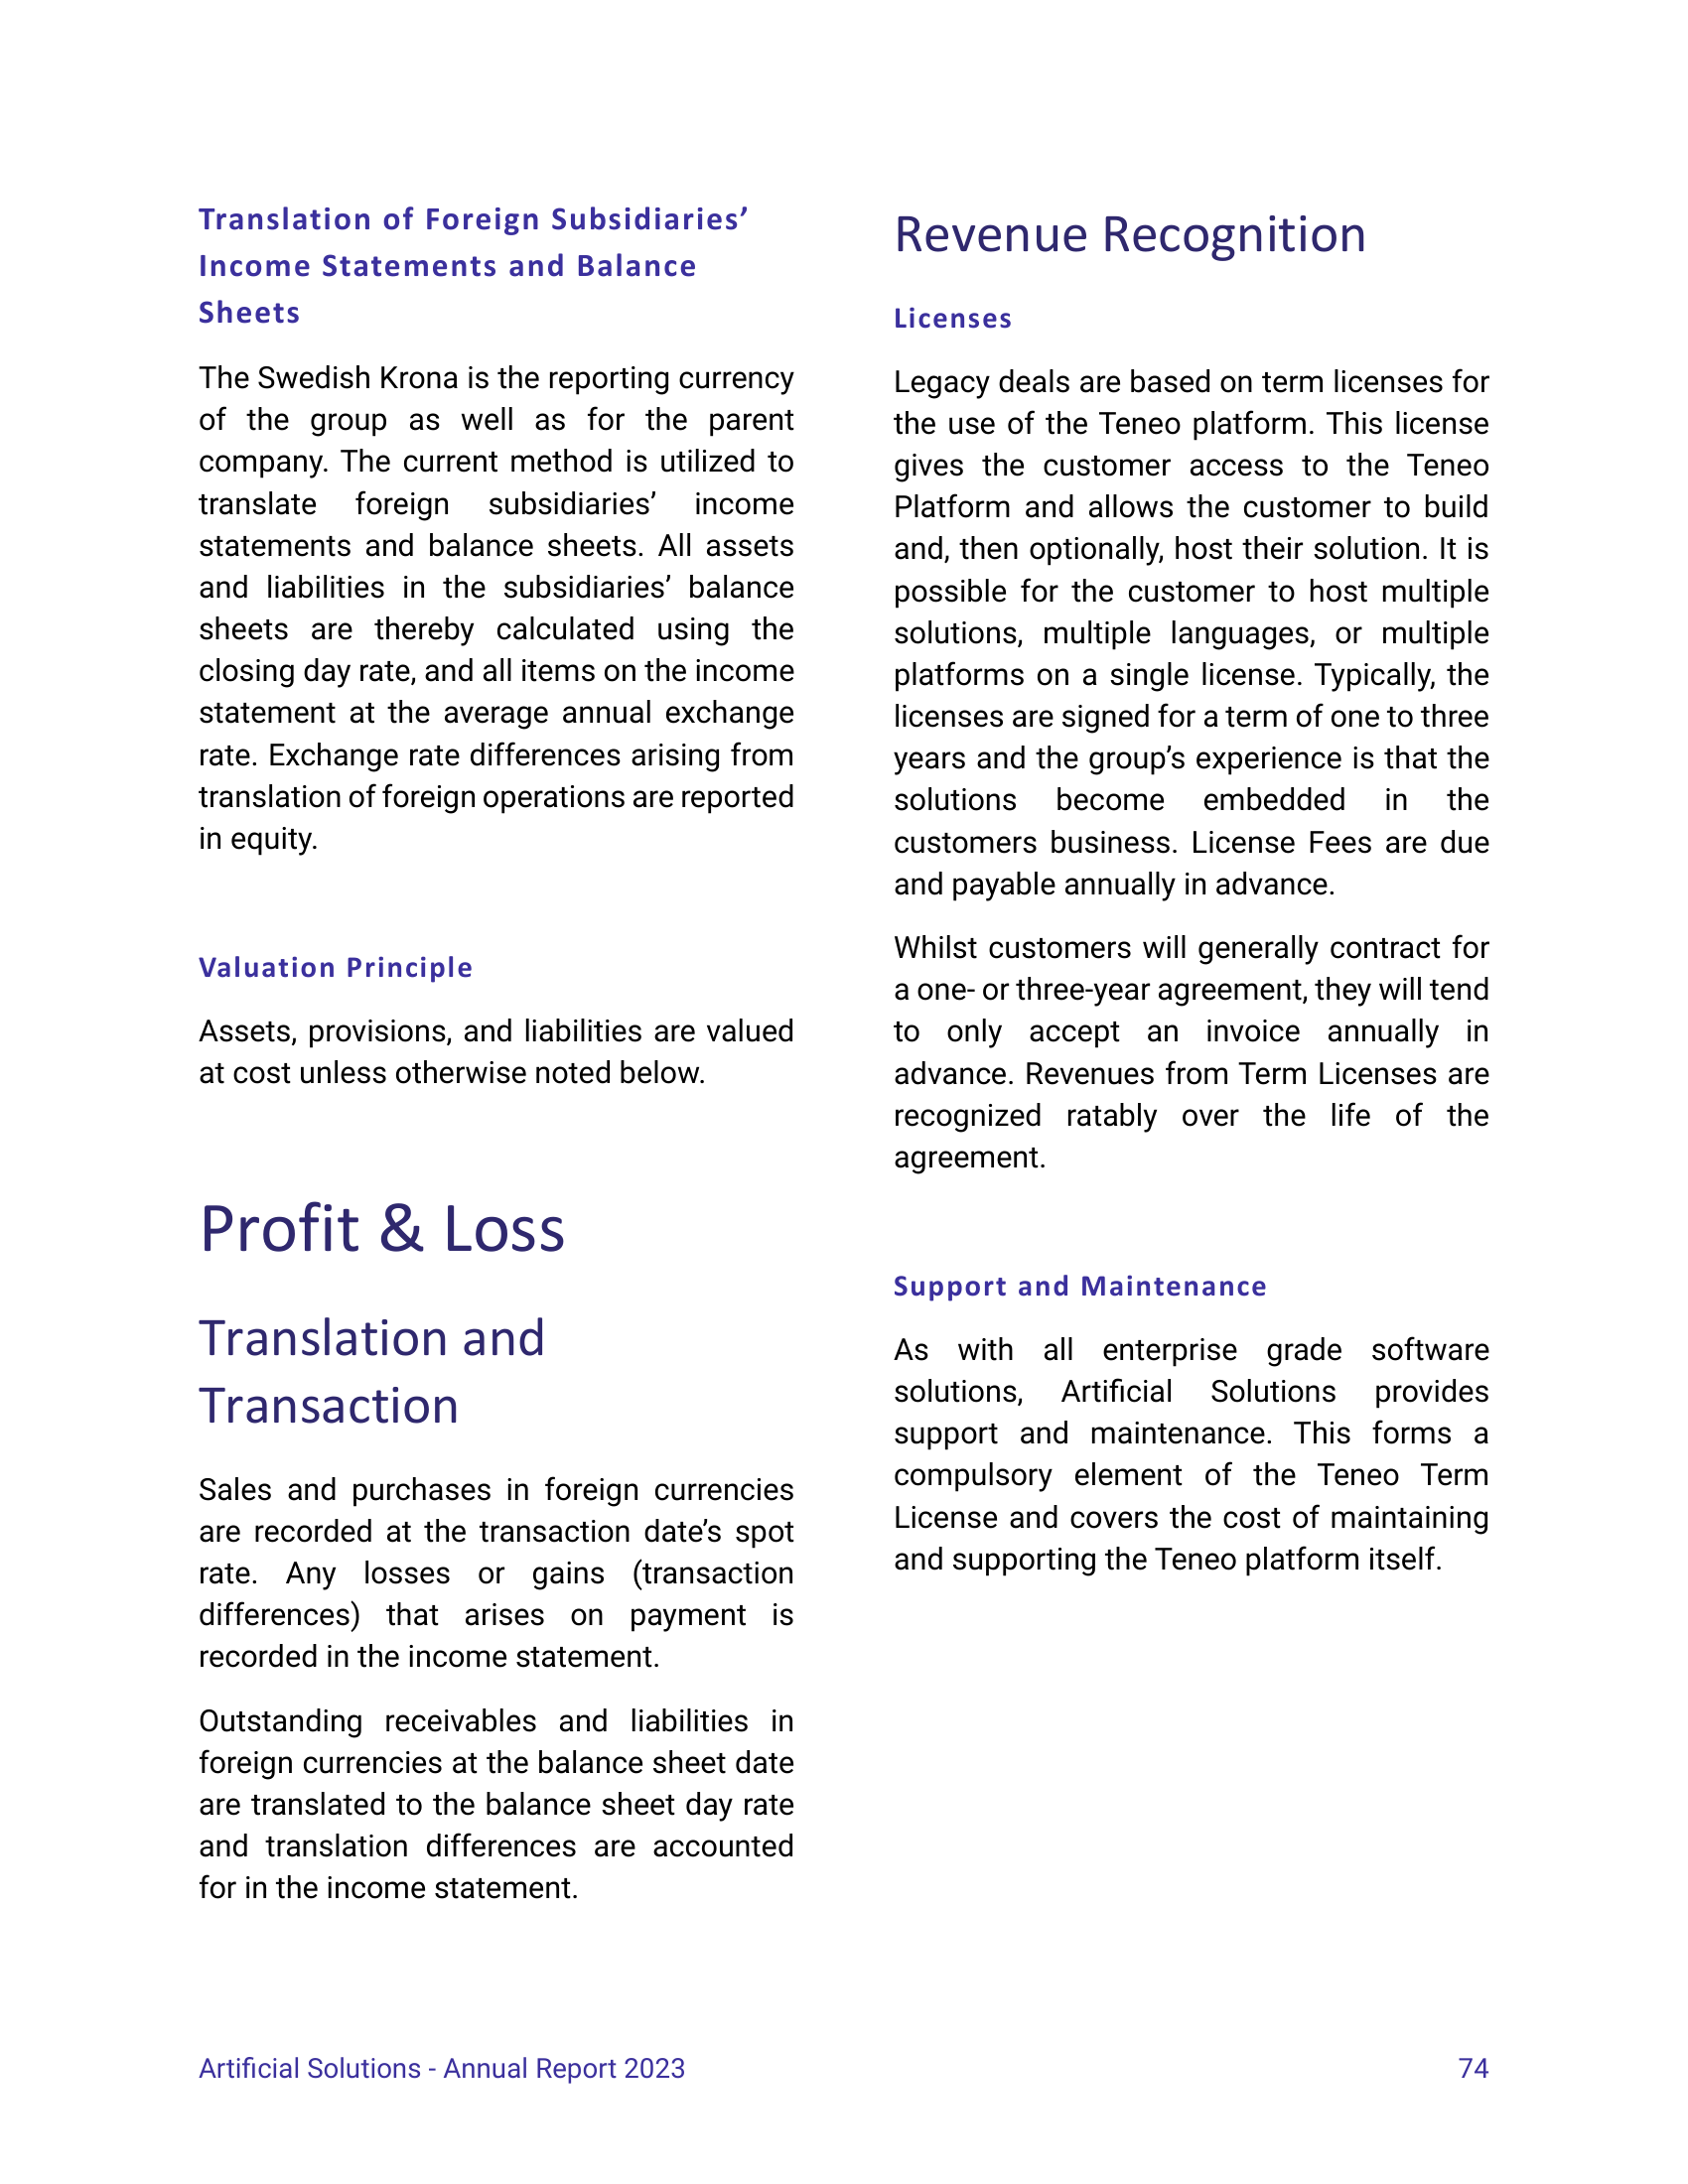 Translation of Foreign Subsidiaries’
Income Statements and Balance
Sheets
The Swedish Krona is the reporting currency
of the group as well as for the parent
company. The current method is utilized to
translate foreign subsidiaries’ income
statements and balance sheets. All assets
and liabilities in the subsidiaries’ balance
sheets are thereby calculated using the
closing day rate, and all items on the income
statement at the average annual exchange
rate. Exchange rate differences arising from
translation of foreign operations are reported
in equity.
Valuation Principle
Assets, provisions, and liabilities are valued
at cost unless otherwise noted below.
Profit & Loss
Translation and
Transaction
Sales and purchases in foreign currencies
are recorded at the transaction date’s spot
rate. Any losses or gains (transaction
differences) that arises on payment is
recorded in the income statement.
Outstanding receivables and liabilities in
foreign currencies at the balance sheet date
are translated to the balance sheet day rate
and translation differences are accounted
for in the income statement.
Revenue Recognition
Licenses
Legacy deals are based on term licenses for
the use of the Teneo platform. This license
gives the customer access to the Teneo
Platform and allows the customer to build
and, then optionally, host their solution. It is
possible for the customer to host multiple
solutions, multiple languages, or multiple
platforms on a single license. Typically, the
licenses are signed for a term of one to three
years and the group’s experience is that the
solutions become embedded in the
customers business. License Fees are due
and payable annually in advance.
Whilst customers will generally contract for
a one- or three-year agreement, they will tend
to only accept an invoice annually in
advance. Revenues from Term Licenses are
recognized ratably over the life of the
agreement.
Support and Maintenance
As with all enterprise grade software
solutions, Artificial Solutions provides
support and maintenance. This forms a
compulsory element of the Teneo Term
License and covers the cost of maintaining
and supporting the Teneo platform itself.
Artificial Solutions - Annual Report 2023
74